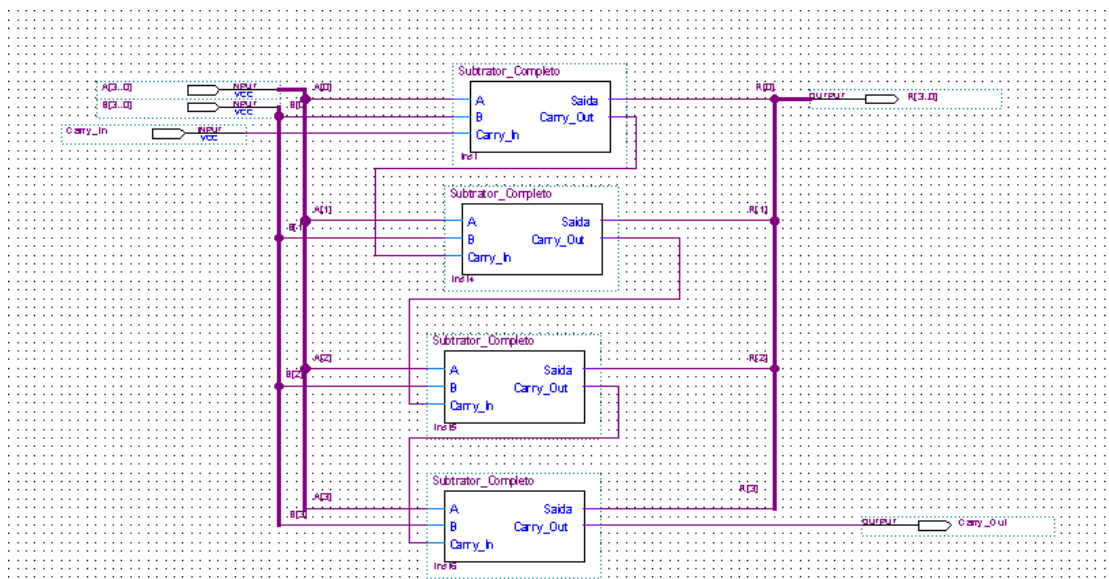 Subtrator_Completo
A[3..0] INPUT VCC A[0] R[0] OUTPUT R[3..0]
B[3..0] INPUT VCC B[0] A Saida
B Carry_Out
Carry_In INPUT VCC Carry_In
inst
Subtrator_Completo
A[1] R[1]
B[1] A Saida
B Carry_Out
Carry_In
inst4
Subtrator_Completo
A[2] R[2]
B[2] A Saida
B Carry_Out
Carry_In
inst5
Subtrator_Completo
A[3] R[3]
B[3] A Saida
B Carry_Out OUTPUT Carry_Out
Carry_In
inst6